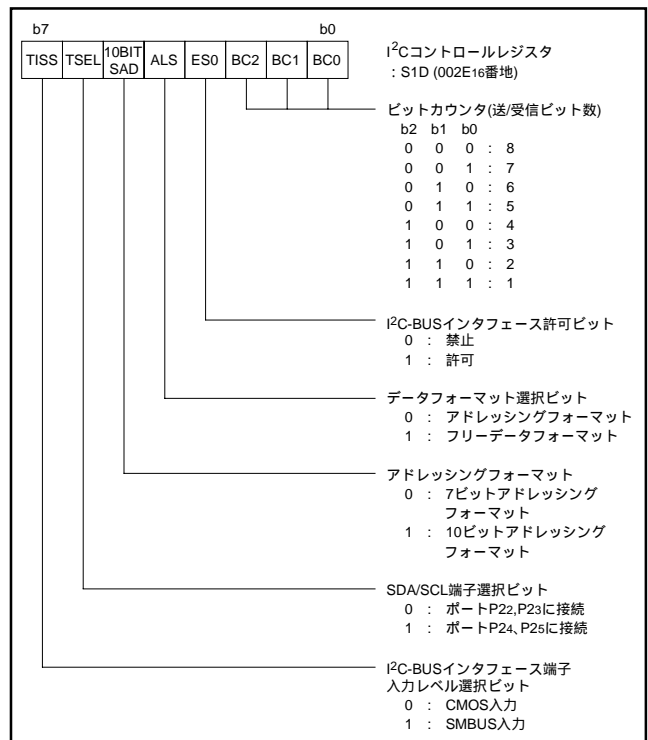 b7 b0
TISS TSEL 10BIT SAD ALS ES0 BC2 BC1 BC0
I2Cコントロールレジスタ
：S1D (002E16番地)
ビットカウンタ(送/受信ビット数)
b2 b1 b0
0 0 0 : 8
0 0 1 : 7
0 1 0 : 6
0 1 1 : 5
1 0 0 : 4
1 0 1 : 3
1 1 0 : 2
1 1 1 : 1
I2C-BUSインタフェース許可ビット
0 : 禁止
1 : 許可
データフォーマット選択ビット
0 : アドレッシングフォーマット
1 : フリーデータフォーマット
アドレッシングフォーマット
0 : 7ビットアドレッシング
フォーマット
1 : 10ビットアドレッシング
フォーマット
SDA/SCL端子選択ビット
0 : ポートP22,P23に接続
1 : ポートP24、P25に接続
I2C-BUSインタフェース端子
入力レベル選択ビット
0 : CMOS入力
1 : SMBUS入力